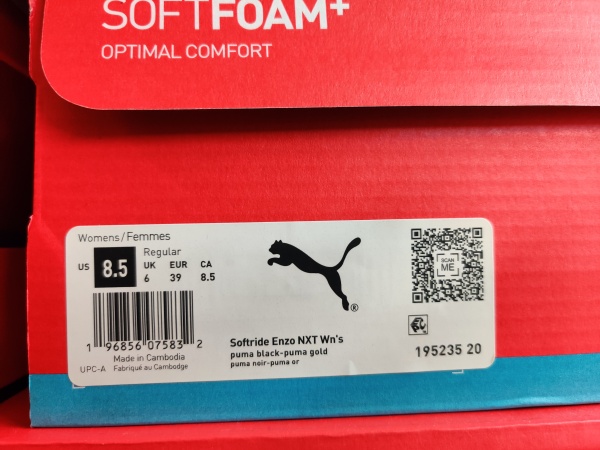 SOFTFOAM+
OPTIMAL COMFORT
Womens/Femmes
Regular
US 8.5 UK EUR CA
6 39 8.5
1 96856 07583 2
Made in Cambodia
UPC-A Fabriqué au Cambodge
®
Softride Enzo NXT Wn's
puma black-puma gold
puma noir-puma or
SCAN
ME
195235 20